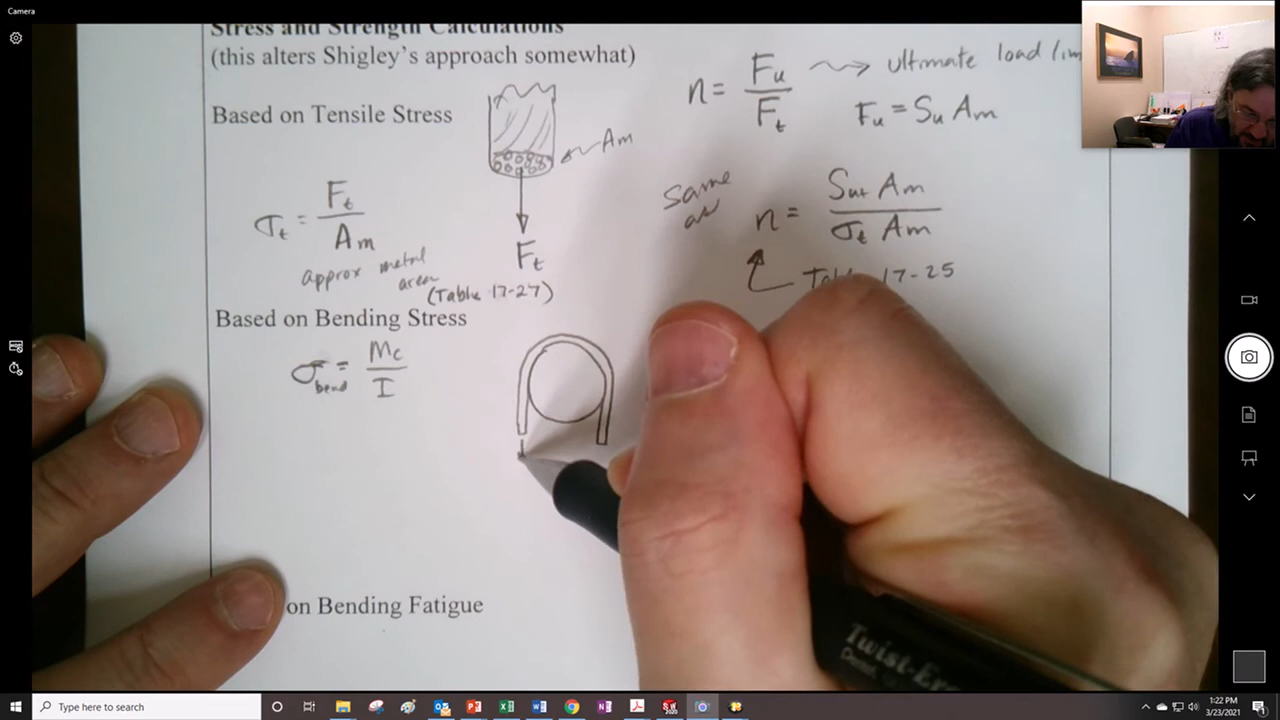 Camera
Stress and Strength Calculations
(this alters Shigley's approach somewhat)
Based on Tensile Stress
σt = Ft / Am
approx metal area
(Table 17-27)
Am
Ft
n = Fu / Ft
ultimate load lim
Fu = Su Am
same as
n = Sut Am / σt Am
17-25
Based on Bending Stress
σbend = Mc / I
on Bending Fatigue
Twist-Er
Type here to search
1:22 PM
3/23/2021